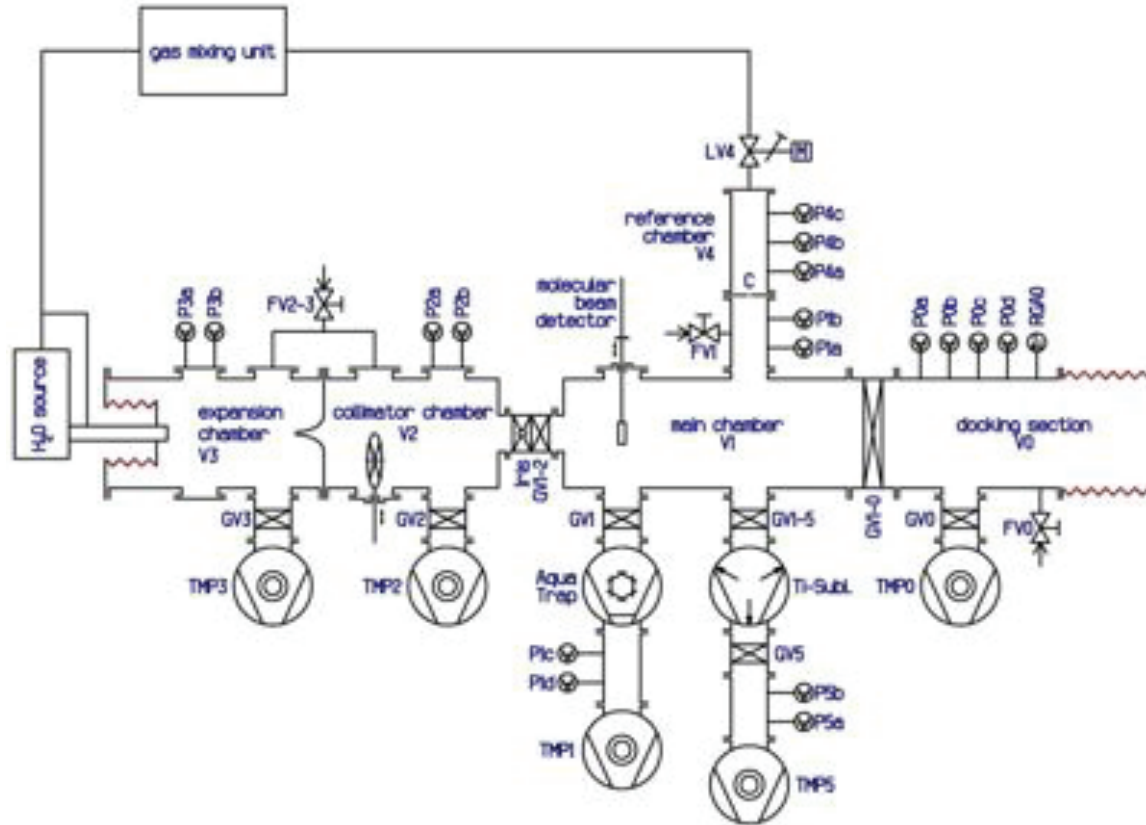 gas mixing unit
LV4
M
reference
chamber
V4
P4c
P4b
P4a
C
P1b
P1a
FV1
molecular
beam
detector
FV2-3
P3a
P3b
P2a
P2b
P0a
P0b
P0c
P0d
RGA0
H₂O source
expansion
chamber
V3
collimator chamber
V2
Iris
GV1-2
main chamber
V1
GV1-0
docking section
V0
GV3
GV2
GV1
GV1-5
GV0
FV0
TMP3
TMP2
Aqua
Trap
Ti-Subl.
TMP0
P1c
P1d
GV5
P5b
P5a
TMP1
TMP5